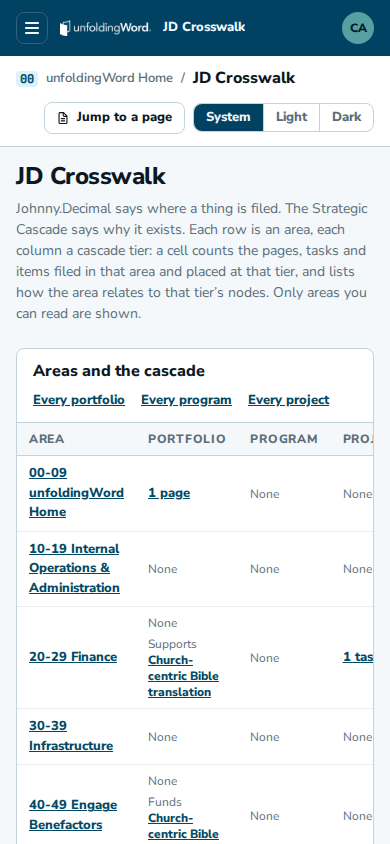 unfoldingWord. JD Crosswalk CA
00 unfoldingWord Home / JD Crosswalk
Jump to a page System Light Dark
JD Crosswalk
Johnny.Decimal says where a thing is filed. The Strategic
Cascade says why it exists. Each row is an area, each
column a cascade tier: a cell counts the pages, tasks and
items filed in that area and placed at that tier, and lists
how the area relates to that tier's nodes. Only areas you
can read are shown.
Areas and the cascade
Every portfolio Every program Every project
AREA PORTFOLIO PROGRAM
00-09
unfoldingWord
Home
1 page None None
10-19 Internal
Operations &
Administration
None None None
20-29 Finance
None
Supports
Church-
centric Bible
translation
None 1
30-39
Infrastructure
None None None
40-49 Engage
Benefactors
None
Funds
Church-
centric Bible
None None